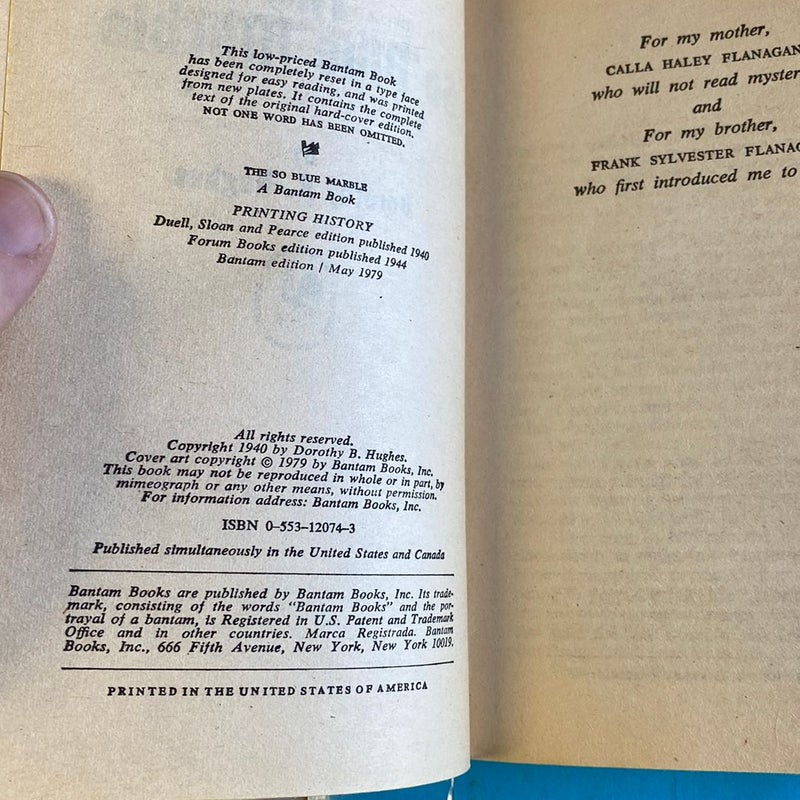 This low-priced Bantam Book
has been completely reset in a type face
designed for easy reading, and was printed
from new plates. It contains the complete
text of the original hard-cover edition.
NOT ONE WORD HAS BEEN OMITTED.
THE SO BLUE MARBLE
A Bantam Book
PRINTING HISTORY
Duell, Sloan and Pearce edition published 1940
Forum Books edition published 1944
Bantam edition / May 1979
All rights reserved.
Copyright 1940 by Dorothy B. Hughes.
Cover art copyright © 1979 by Bantam Books, Inc.
This book may not be reproduced in whole or in part, by
mimeograph or any other means, without permission.
For information address: Bantam Books, Inc.
ISBN 0-553-12074-3
Published simultaneously in the United States and Canada
Bantam Books are published by Bantam Books, Inc. Its trade-
mark, consisting of the words "Bantam Books" and the por-
trayal of a bantam, is Registered in U.S. Patent and Trademark
Office and in other countries. Marca Registrada. Bantam
Books, Inc., 666 Fifth Avenue, New York, New York 10019.
PRINTED IN THE UNITED STATES OF AMERICA
For my mother,
CALLA HALEY FLANAGAN
who will not read myster
and
For my brother,
FRANK SYLVESTER FLANAG
who first introduced me to